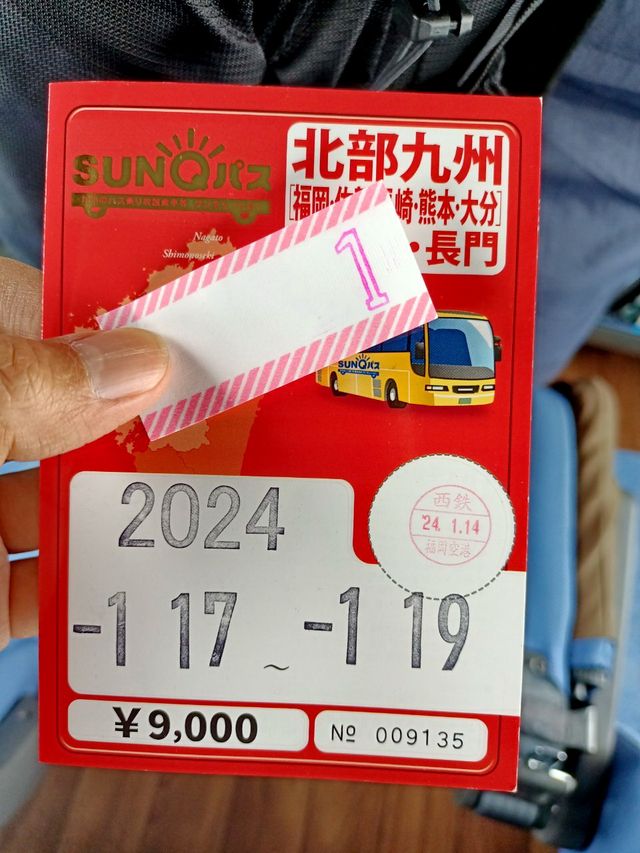 SUNQパス
北部九州
[福岡・佐賀・長崎・熊本・大分]
・長門
Nagato
Shimonoseki
1
SUNQパス
2024
西鉄
'24. 1.14
福岡空港
-1 17 ~ -1 19
¥9,000
№ 009135